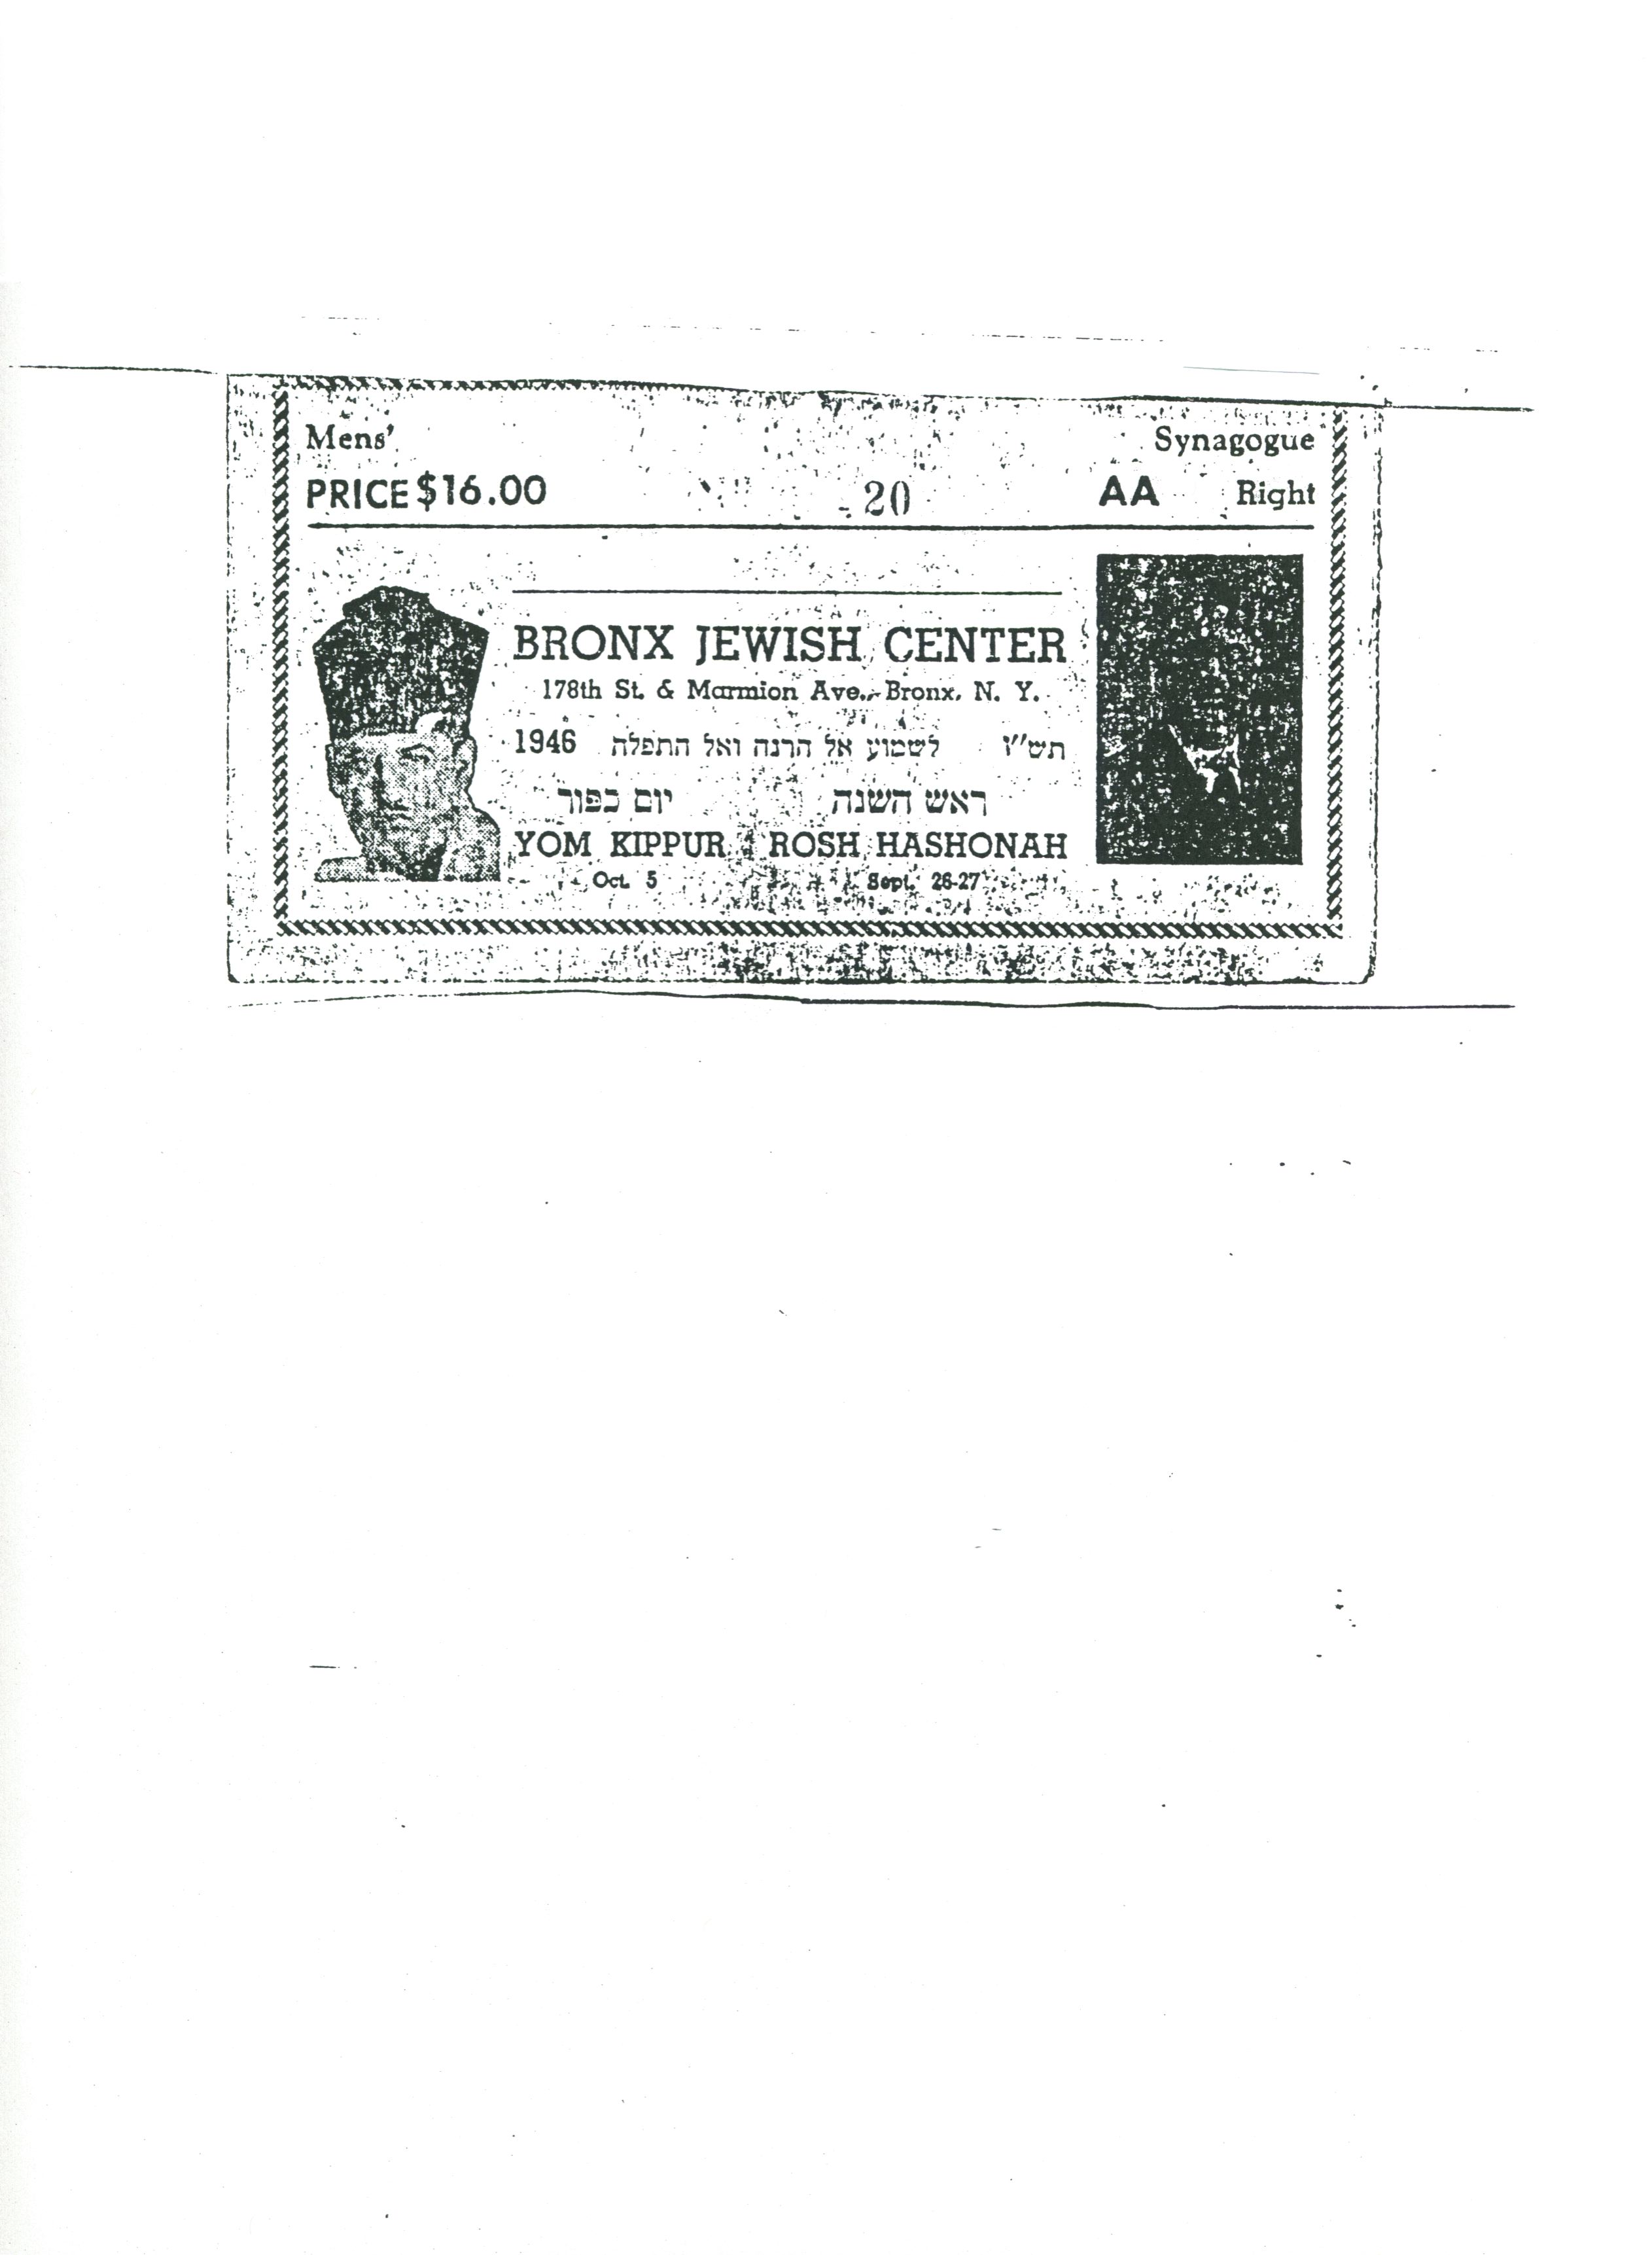 Mens' Synagogue
PRICE $16.00 20 AA Right
BRONX JEWISH CENTER
178th St. & Marmion Ave., Bronx, N. Y.
1946 לשמוע אל הרנה ואל התפלה תש"ז
יום כפור ראש השנה
YOM KIPPUR ROSH HASHONAH
Oct. 5 Sept. 26-27